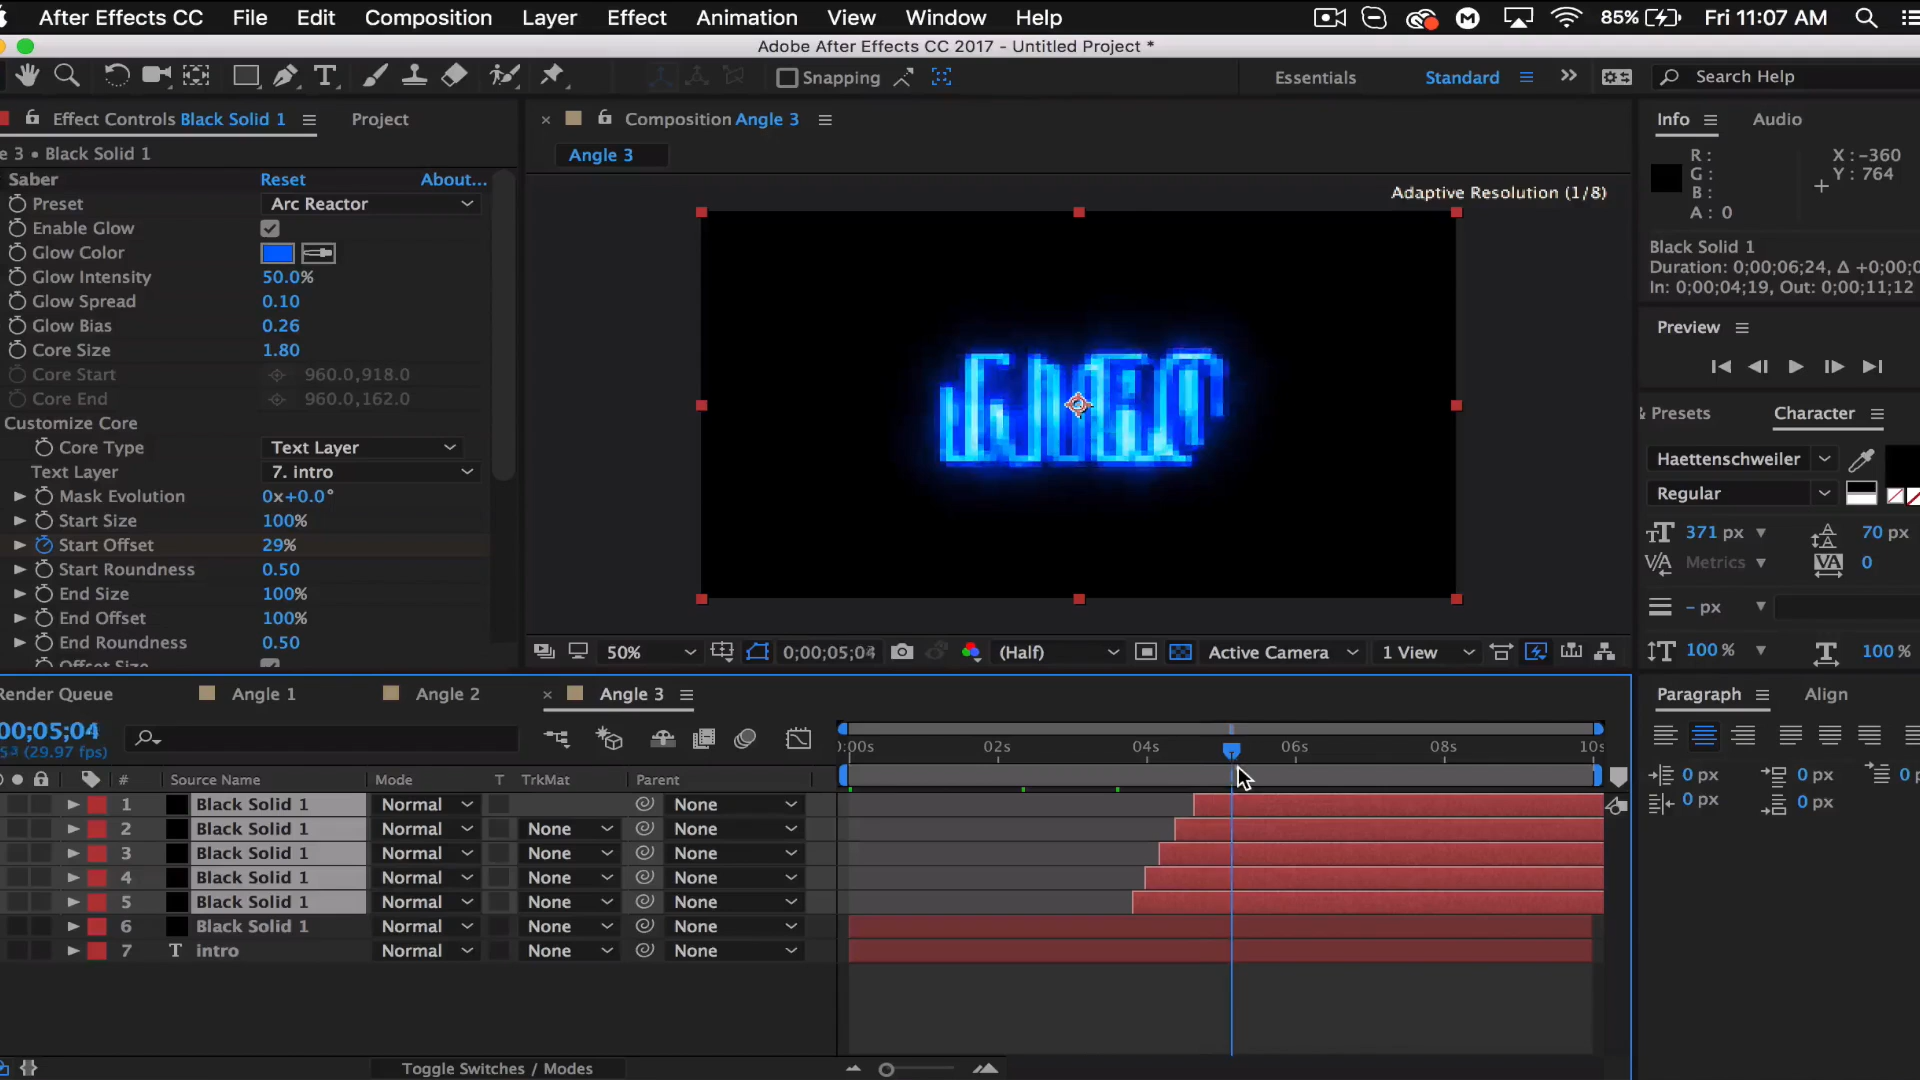 After Effects CC File Edit Composition Layer Effect Animation View Window Help 85% Fri 11:07 AM
Adobe After Effects CC 2017 - Untitled Project *
Snapping Essentials Standard Search Help
Effect Controls Black Solid 1 Project
Composition Angle 3
Info Audio
e 3 • Black Solid 1
Angle 3
R :
G :
B :
A : 0
X : -360
Y : 764
Saber Reset About...
Adaptive Resolution (1/8)
Preset Arc Reactor
Enable Glow
Glow Color
Glow Intensity 50.0%
Glow Spread 0.10
Glow Bias 0.26
Core Size 1.80
Core Start 960.0,918.0
Core End 960.0,162.0
Customize Core
Core Type Text Layer
Text Layer 7. intro
Mask Evolution 0x+0.0°
Start Size 100%
Start Offset 29%
Start Roundness 0.50
End Size 100%
End Offset 100%
End Roundness 0.50
Offset Size
Black Solid 1
Duration: 0;00;06;24, Δ +0;00;0
In: 0;00;04;19, Out: 0;00;11;12
Preview
& Presets Character
Haettenschweiler
Regular
371 px 70 px
Metrics 0
- px
100 % 100 %
50% 0;00;05;04 (Half) Active Camera 1 View
Render Queue Angle 1 Angle 2 Angle 3
Paragraph Align
00;05;04
53 (29.97 fps)
:00s 02s 04s 06s 08s 10s
0 px 0 px 0
0 px 0 px
# Source Name Mode T TrkMat Parent
1 Black Solid 1 Normal None
2 Black Solid 1 Normal None None
3 Black Solid 1 Normal None None
4 Black Solid 1 Normal None None
5 Black Solid 1 Normal None None
6 Black Solid 1 Normal None None
7 T intro Normal None None
Toggle Switches / Modes